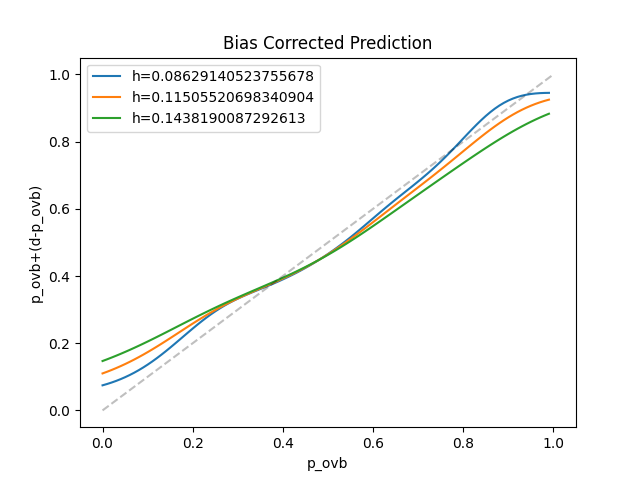 Bias Corrected Prediction
h=0.08629140523755678
h=0.11505520698340904
h=0.1438190087292613
1.0
0.8
0.6
0.4
0.2
0.0
p_ovb+(d-p_ovb)
0.0 0.2 0.4 0.6 0.8 1.0
p_ovb